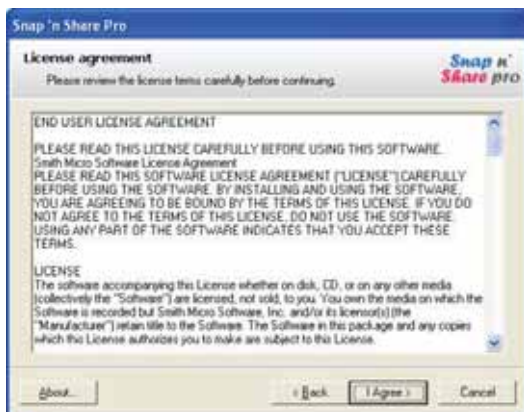 Snap 'n Share Pro
License agreement
Please review the license terms carefully before continuing.
Snap n'
Share pro
END USER LICENSE AGREEMENT
PLEASE READ THIS LICENSE CAREFULLY BEFORE USING THIS SOFTWARE.
Smith Micro Software License Agreement
PLEASE READ THIS SOFTWARE LICENSE AGREEMENT ("LICENSE") CAREFULLY
BEFORE USING THE SOFTWARE. BY INSTALLING AND USING THE SOFTWARE,
YOU ARE AGREEING TO BE BOUND BY THE TERMS OF THIS LICENSE. IF YOU DO
NOT AGREE TO THE TERMS OF THIS LICENSE, DO NOT USE THE SOFTWARE.
USING ANY PART OF THE SOFTWARE INDICATES THAT YOU ACCEPT THESE
TERMS.
LICENSE
The software accompanying this License whether on disk, CD, or on any other media
(collectively the "Software") are licensed, not sold, to you. You own the media on which the
Software is recorded but Smith Micro Software, Inc. and/or its licensor(s) (the
"Manufacturer") retain title to the Software. The Software in this package and any copies
which this License authorizes you to make are subject to this License.
About...
< Back
I Agree >
Cancel